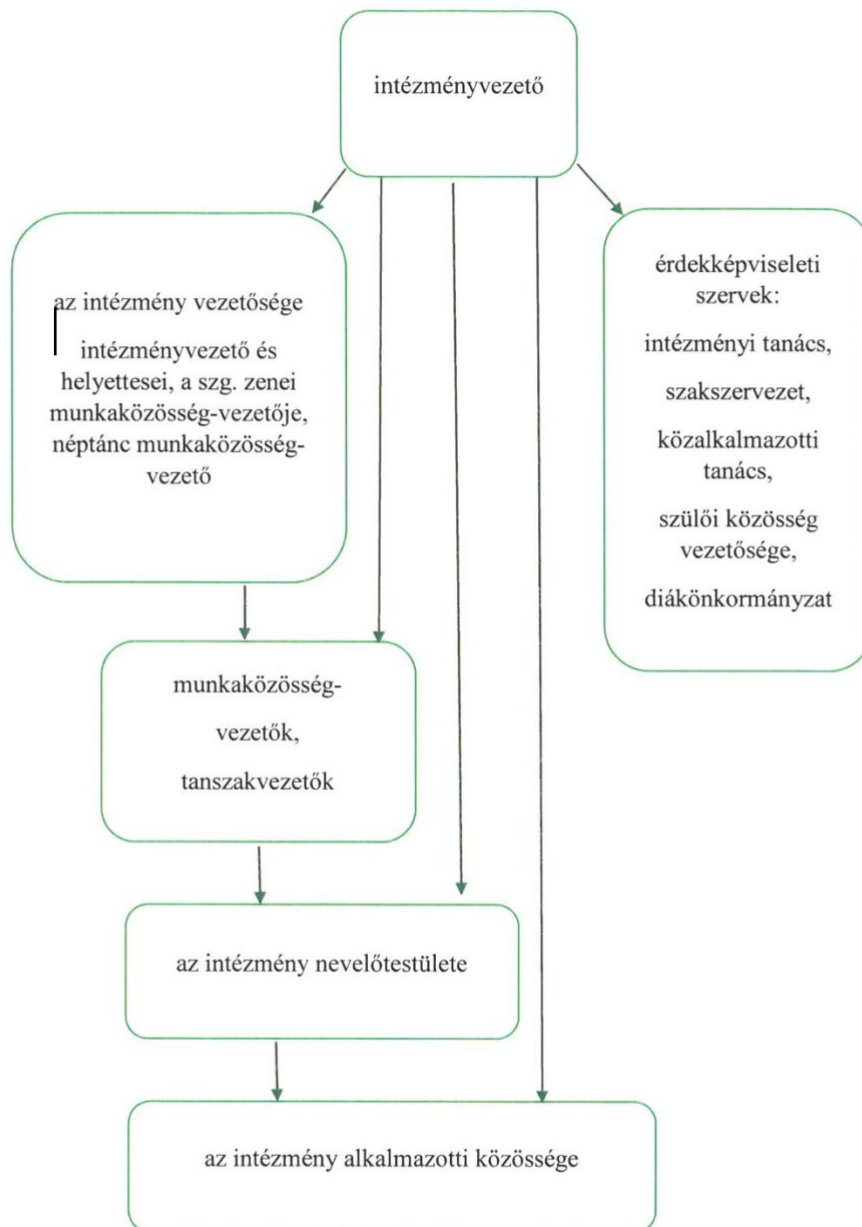 intézményvezető
az intézmény vezetősége
intézményvezető és
helyettesei, a szg. zenei
munkaközösség-vezetője,
néptánc munkaközösség-
vezető
érdekképviseleti
szervek:
intézményi tanács,
szakszervezet,
közalkalmazotti
tanács,
szülői közösség
vezetősége,
diákönkormányzat
munkaközösség-
vezetők,
tanszakvezetők
az intézmény nevelőtestülete
az intézmény alkalmazotti közössége